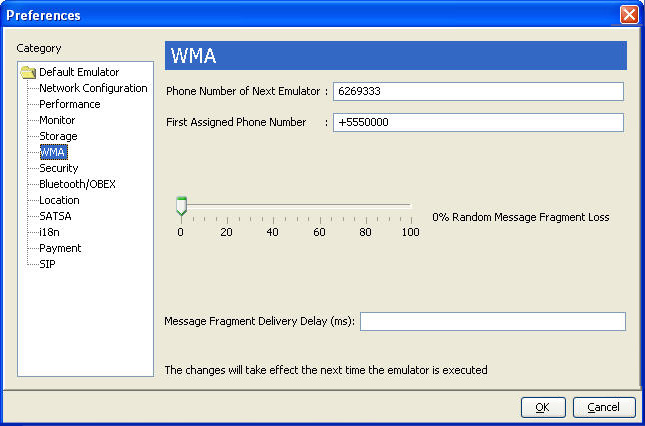 Preferences
Category
Default Emulator
Network Configuration
Performance
Monitor
Storage
WMA
Security
Bluetooth/OBEX
Location
SATSA
i18n
Payment
SIP
WMA
Phone Number of Next Emulator : 6269333
First Assigned Phone Number : +5550000
0 20 40 60 80 100
0% Random Message Fragment Loss
Message Fragment Delivery Delay (ms):
The changes will take effect the next time the emulator is executed
OK Cancel